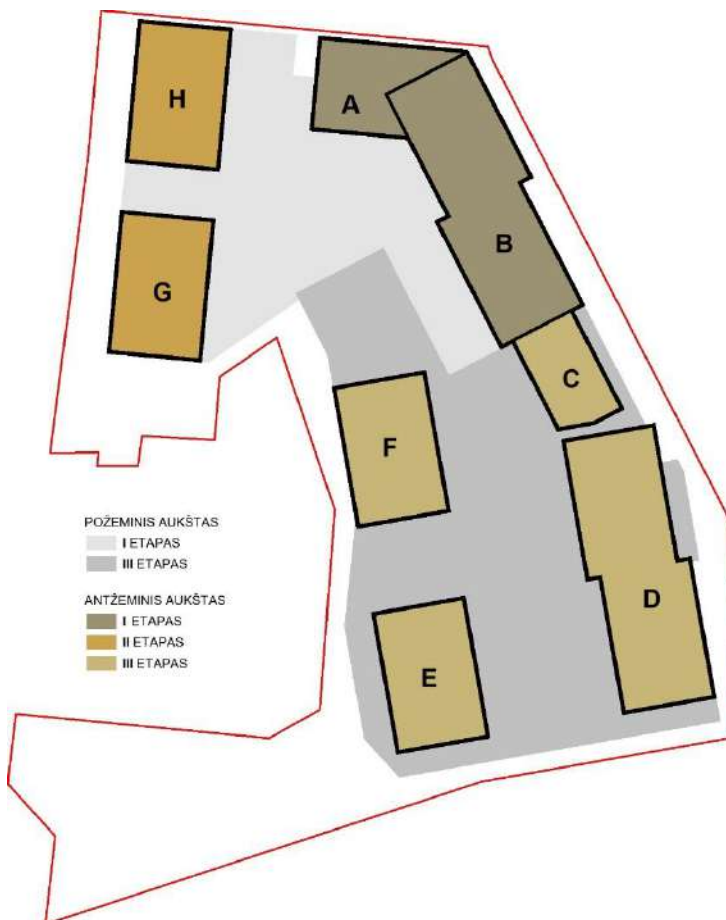 H
A
B
G
C
F
D
E
POŽEMINIS AUKŠTAS
I ETAPAS
III ETAPAS
ANTŽEMINIS AUKŠTAS
I ETAPAS
II ETAPAS
III ETAPAS